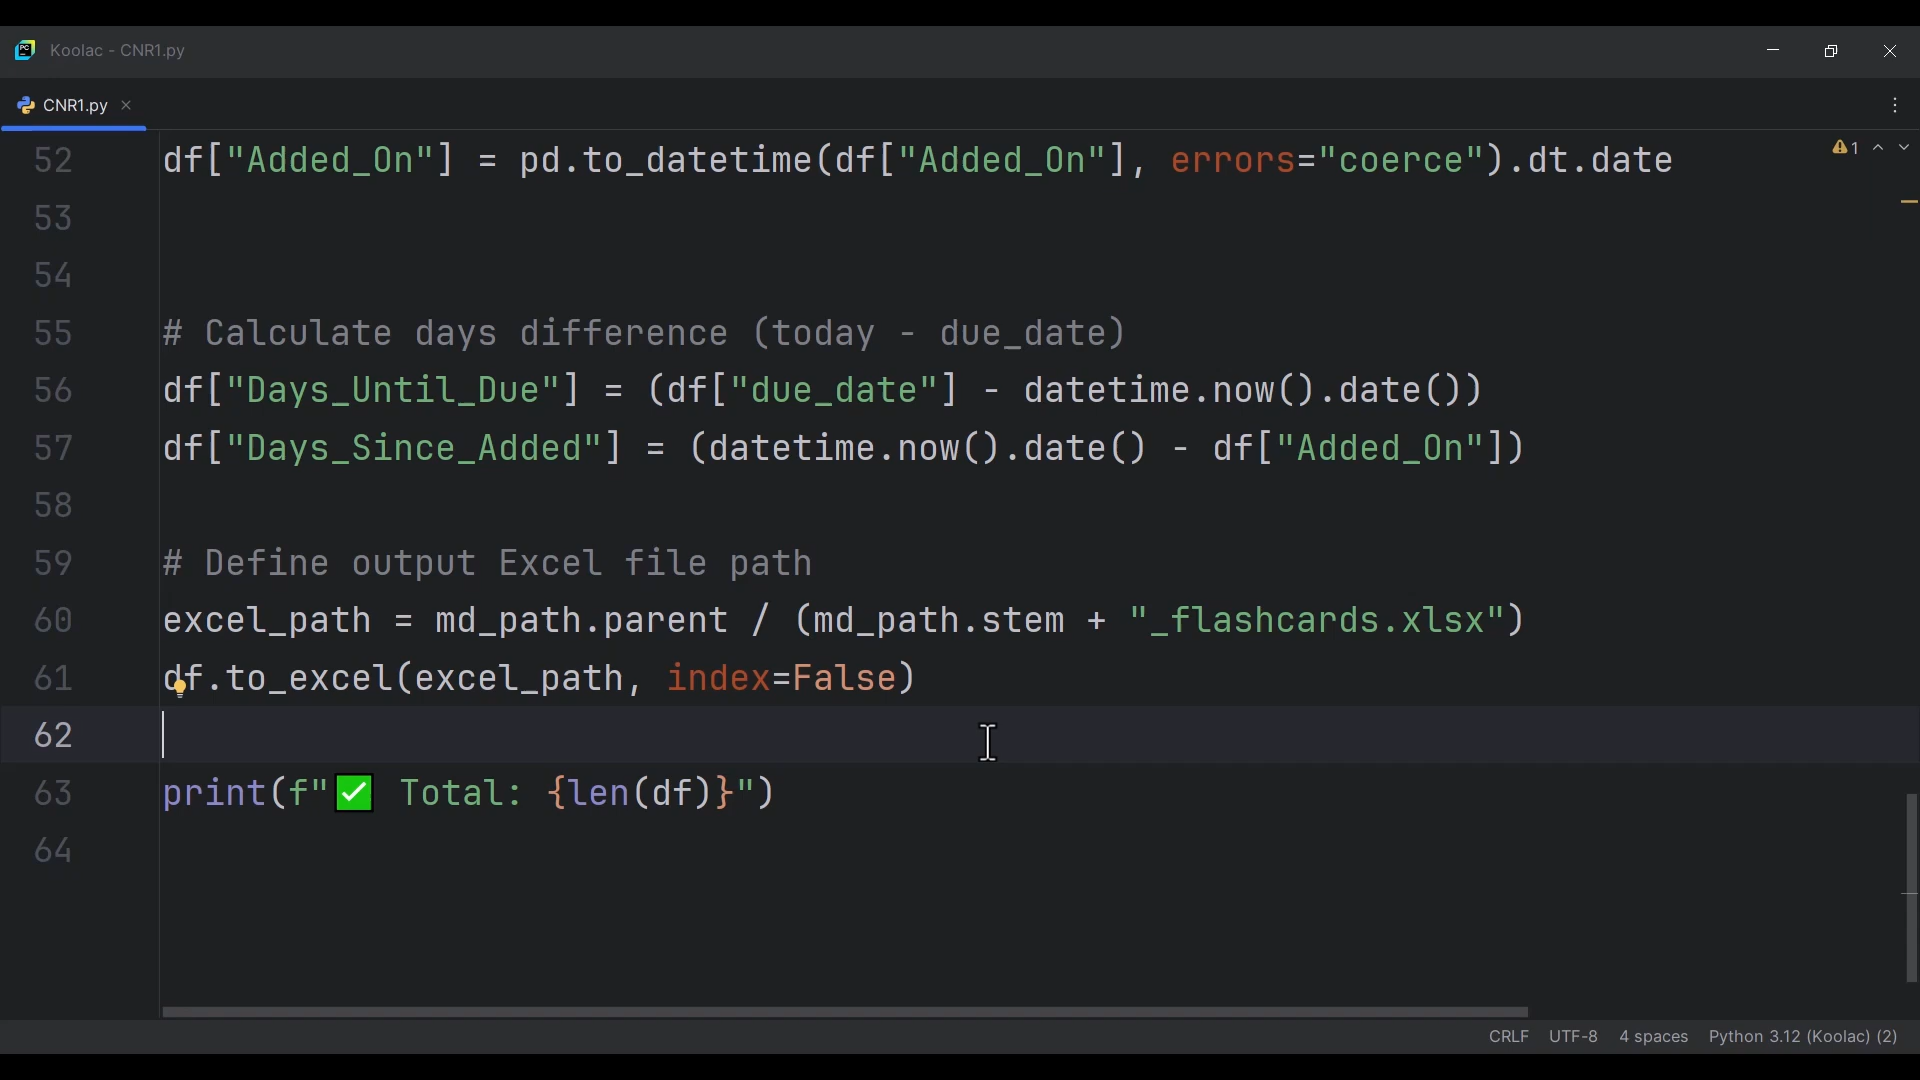 PC
Koolac - CNR1.py
CNR1.py
1
52 df["Added_On"] = pd.to_datetime(df["Added_On"], errors="coerce").dt.date
53
54
55 # Calculate days difference (today - due_date)
56 df["Days_Until_Due"] = (df["due_date"] - datetime.now().date())
57 df["Days_Since_Added"] = (datetime.now().date() - df["Added_On"])
58
59 # Define output Excel file path
60 excel_path = md_path.parent / (md_path.stem + "_flashcards.xlsx")
61 df.to_excel(excel_path, index=False)
62
63 print(f"✅ Total: {len(df)}")
64
CRLF UTF-8 4 spaces Python 3.12 (Koolac) (2)